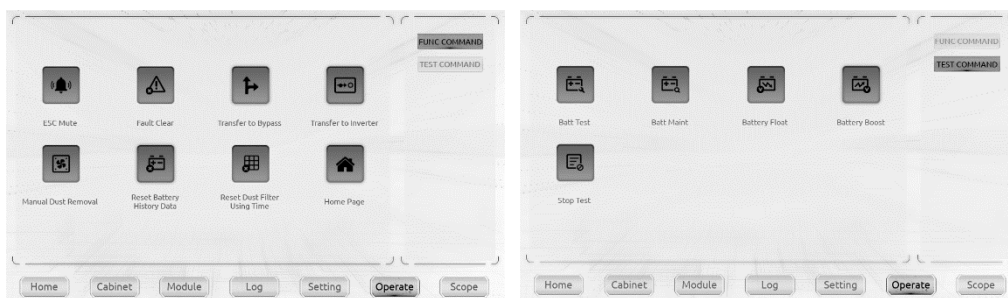 FUNC COMMAND
TEST COMMAND
ESC Mute
Fault Clear
Transfer to Bypass
Transfer to Inverter
Manual Dust Removal
Reset Battery
History Data
Reset Dust Filter
Using Time
Home Page
Home
Cabinet
Module
Log
Setting
Operate
Scope
FUNC COMMAND
TEST COMMAND
Batt Test
Batt Maint
Battery Float
Battery Boost
Stop Test
Home
Cabinet
Module
Log
Setting
Operate
Scope